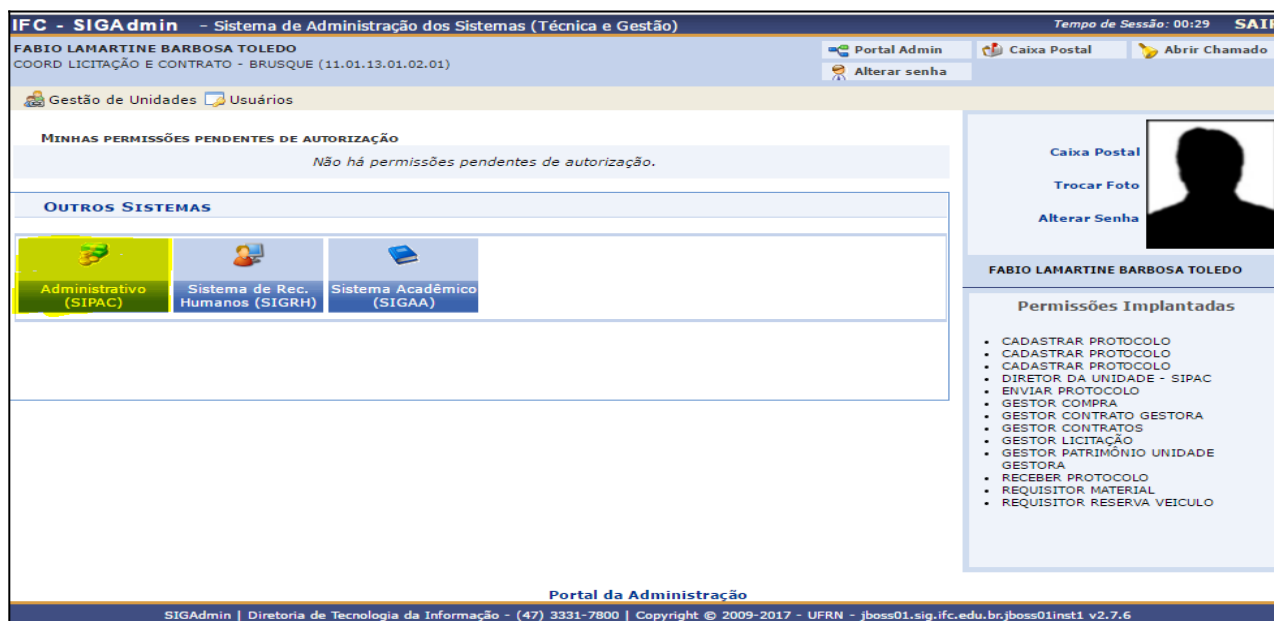 IFC - SIGAdmin - Sistema de Administração dos Sistemas (Técnica e Gestão)
Tempo de Sessão: 00:29 SAIR
FABIO LAMARTINE BARBOSA TOLEDO
COORD LICITAÇÃO E CONTRATO - BRUSQUE (11.01.13.01.02.01)
Portal Admin
Caixa Postal
Abrir Chamado
Alterar senha
Gestão de Unidades
Usuários
MINHAS PERMISSÕES PENDENTES DE AUTORIZAÇÃO
Não há permissões pendentes de autorização.
OUTROS SISTEMAS
Administrativo
(SIPAC)
Sistema de Rec.
Humanos (SIGRH)
Sistema Acadêmico
(SIGAA)
Caixa Postal
Trocar Foto
Alterar Senha
FABIO LAMARTINE BARBOSA TOLEDO
Permissões Implantadas
• CADASTRAR PROTOCOLO
• CADASTRAR PROTOCOLO
• CADASTRAR PROTOCOLO
• DIRETOR DA UNIDADE - SIPAC
• ENVIAR PROTOCOLO
• GESTOR COMPRA
• GESTOR CONTRATO GESTORA
• GESTOR CONTRATOS
• GESTOR LICITAÇÃO
• GESTOR PATRIMÔNIO UNIDADE
GESTORA
• RECEBER PROTOCOLO
• REQUISITOR MATERIAL
• REQUISITOR RESERVA VEICULO
Portal da Administração
SIGAdmin | Diretoria de Tecnologia da Informação - (47) 3331-7800 | Copyright © 2009-2017 - UFRN - jboss01.sig.ifc.edu.br.jboss01inst1 v2.7.6